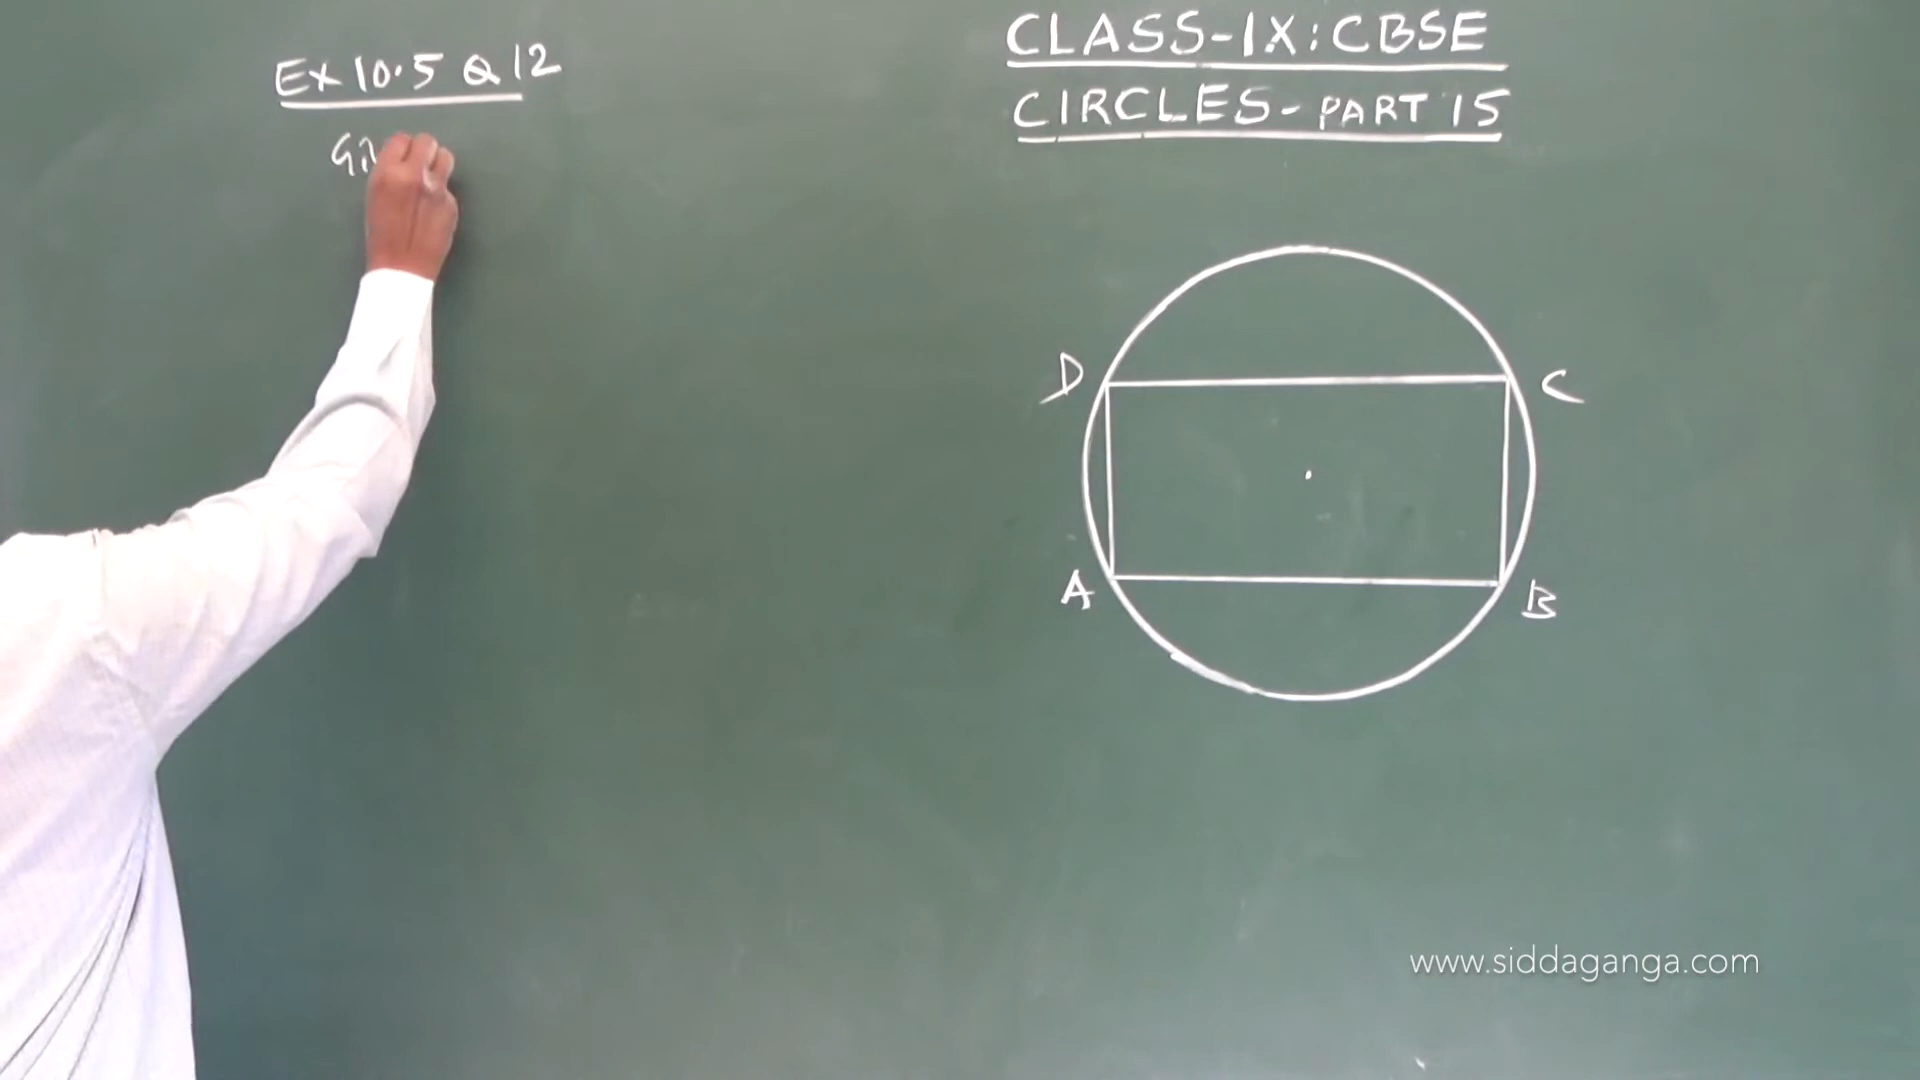 Ex 10.5 Q 12
CLASS-IX: CBSE
CIRCLES - PART 15
D
C
A
B
www.siddaganga.com